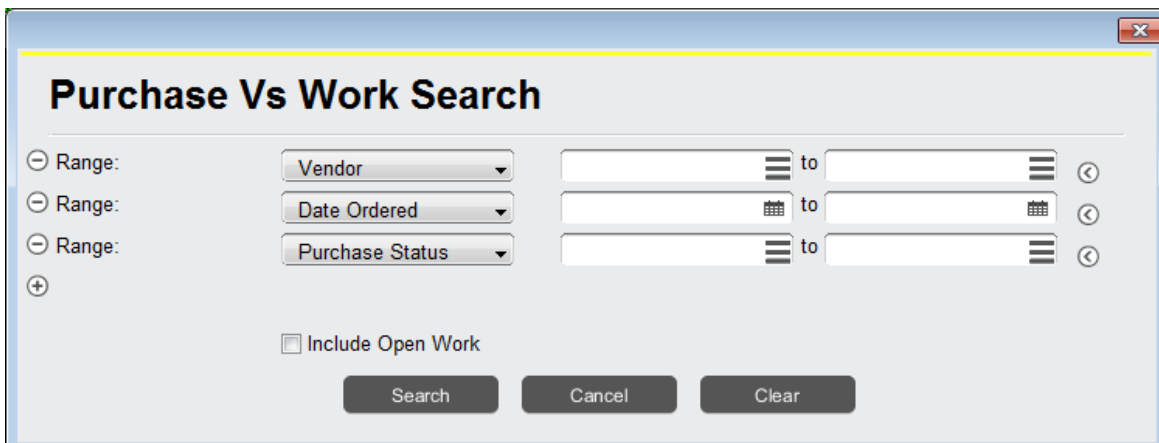 Purchase Vs Work Search
Range: Vendor to
Range: Date Ordered to
Range: Purchase Status to
Include Open Work
Search Cancel Clear